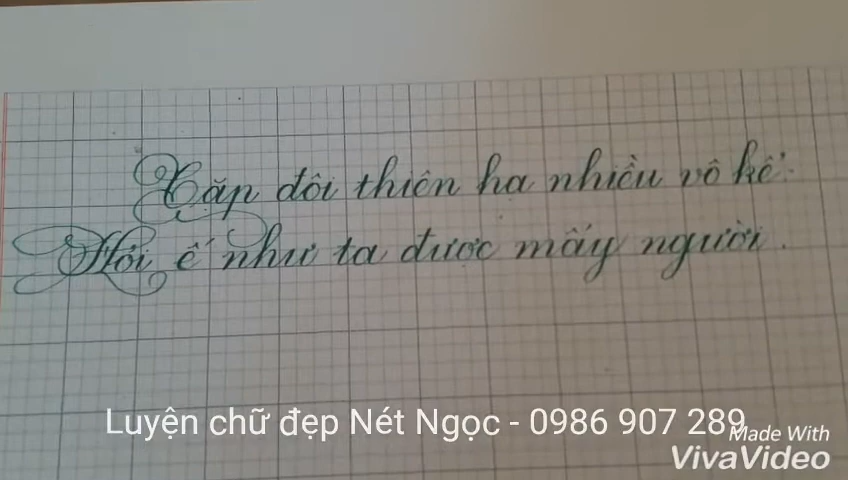 Cặp đôi thiên hạ nhiều vô kể
Hỏi ế như ta được mấy người.
Luyện chữ đẹp Nét Ngọc - 0986 907 289
Made With
VivaVideo